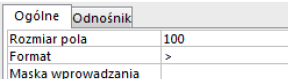 Ogólne Odnośnik
Rozmiar pola 100
Format >
Maska wprowadzania